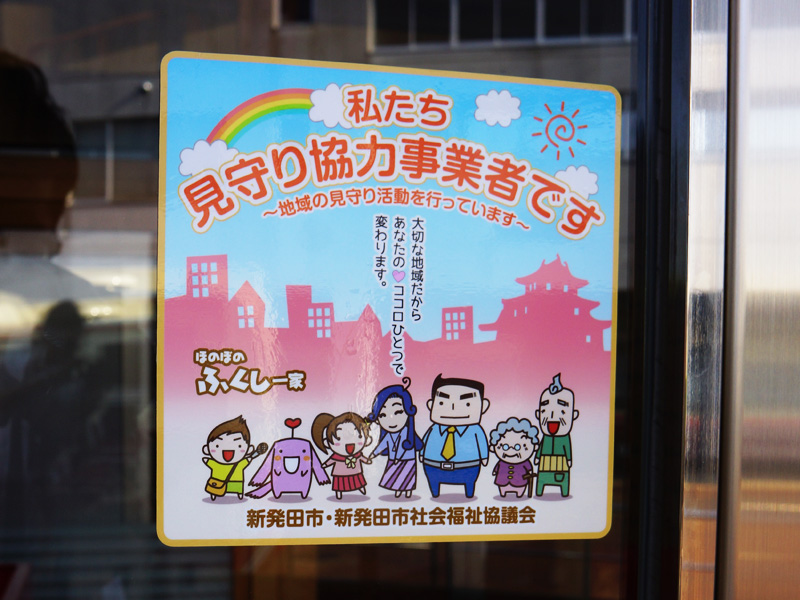 私たち
見守り協力事業者です
～地域の見守り活動を行っています～
大切な地域だから
あなたの♥ココロひとつで
変わります。
ほのぼの
ふくし一家
新発田市・新発田市社会福祉協議会